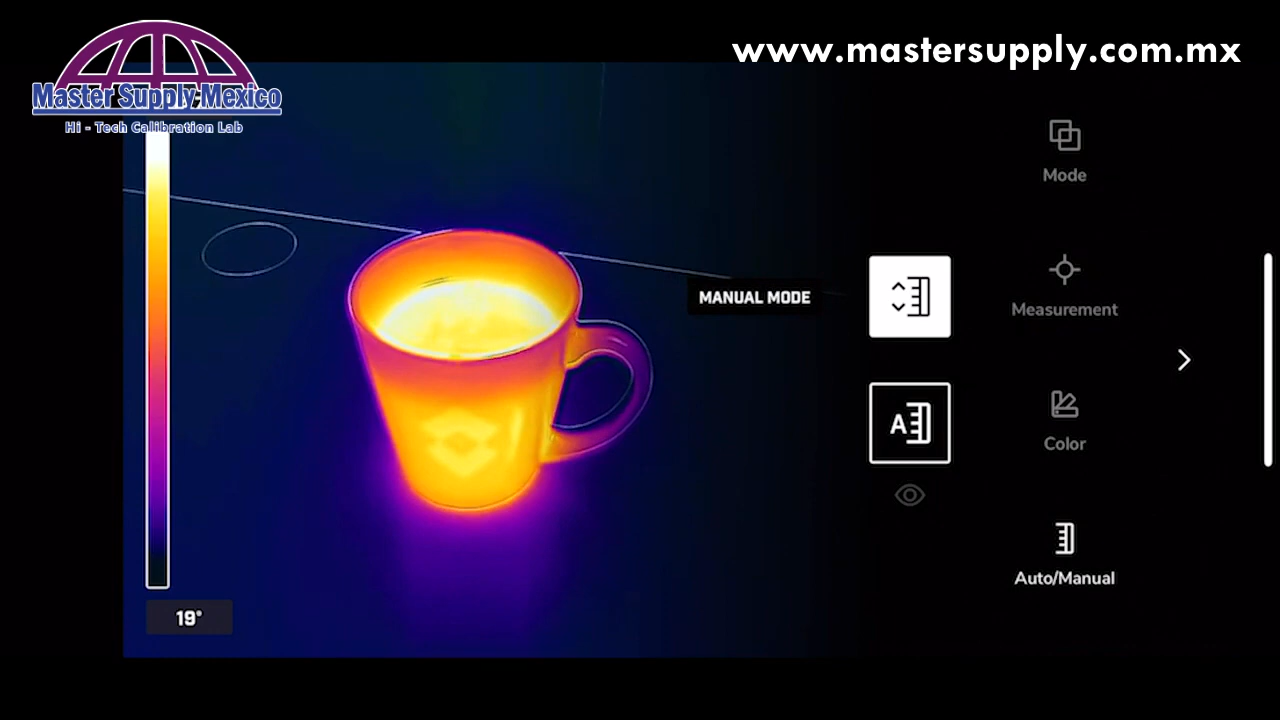 Master Supply Mexico
Hi - Tech Calibration Lab
www.mastersupply.com.mx
Mode
MANUAL MODE
Measurement
A
Color
Auto/Manual
19°